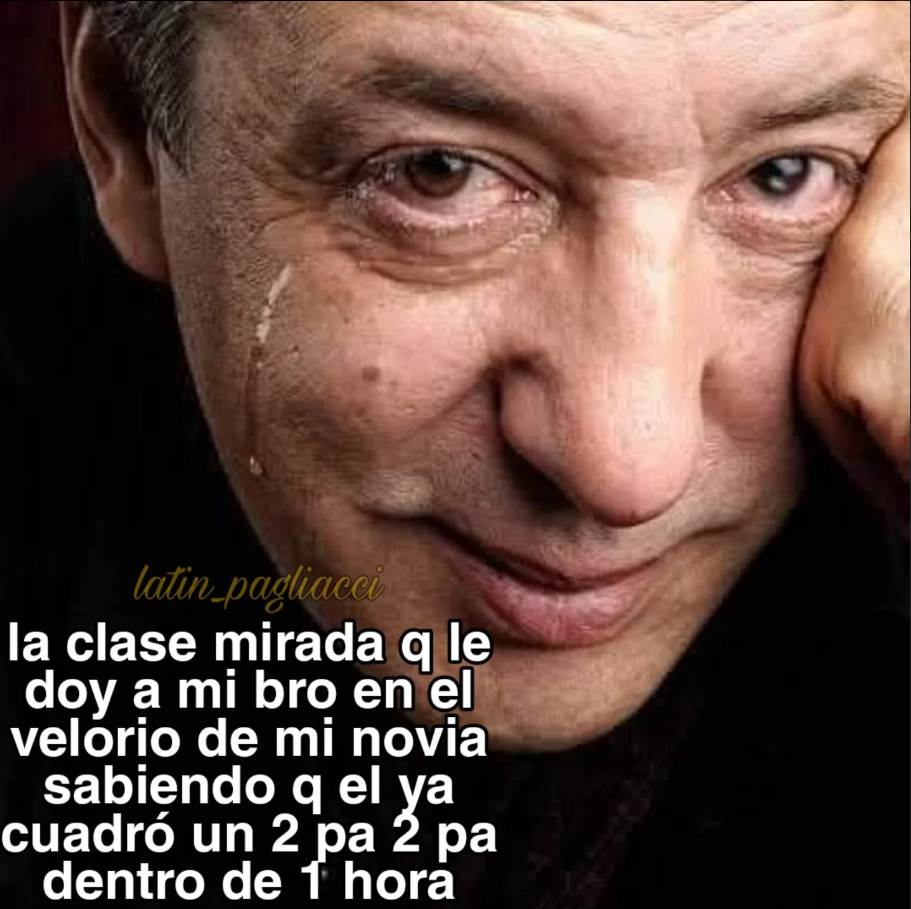 latin_pagliacci
la clase mirada q le
doy a mi bro en el
velorio de mi novia
sabiendo q el ya
cuadró un 2 pa 2 pa
dentro de 1 hora